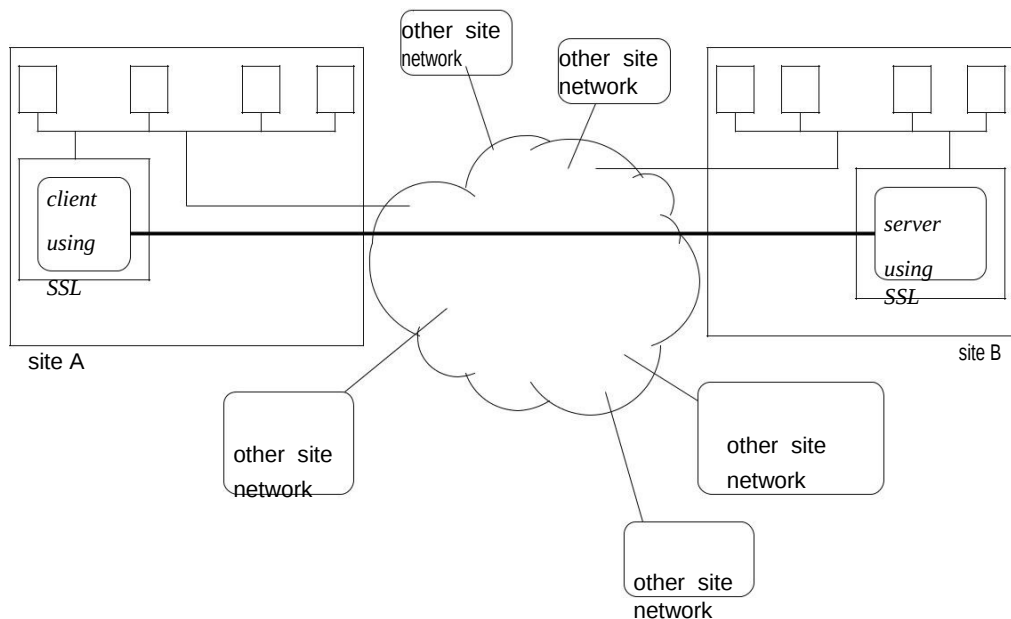 other site
network
other site
network
client
using
SSL
server
using
SSL
site A
site B
other site
network
other site
network
other site
network